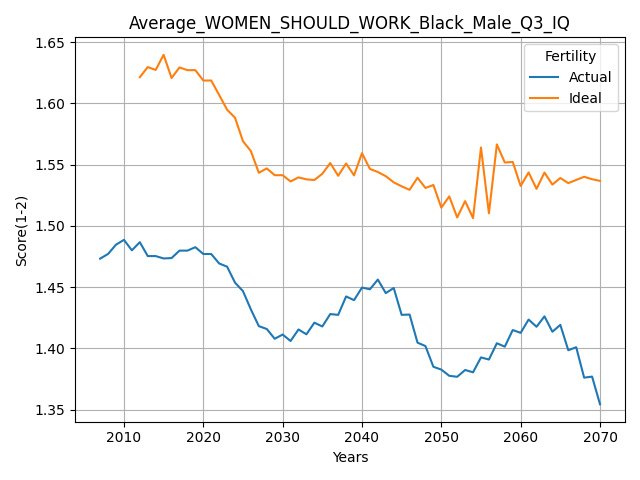 Average_WOMEN_SHOULD_WORK_Black_Male_Q3_IQ
Fertility
Actual
Ideal
Score(1-2)
1.65
1.60
1.55
1.50
1.45
1.40
1.35
2010 2020 2030 2040 2050 2060 2070
Years